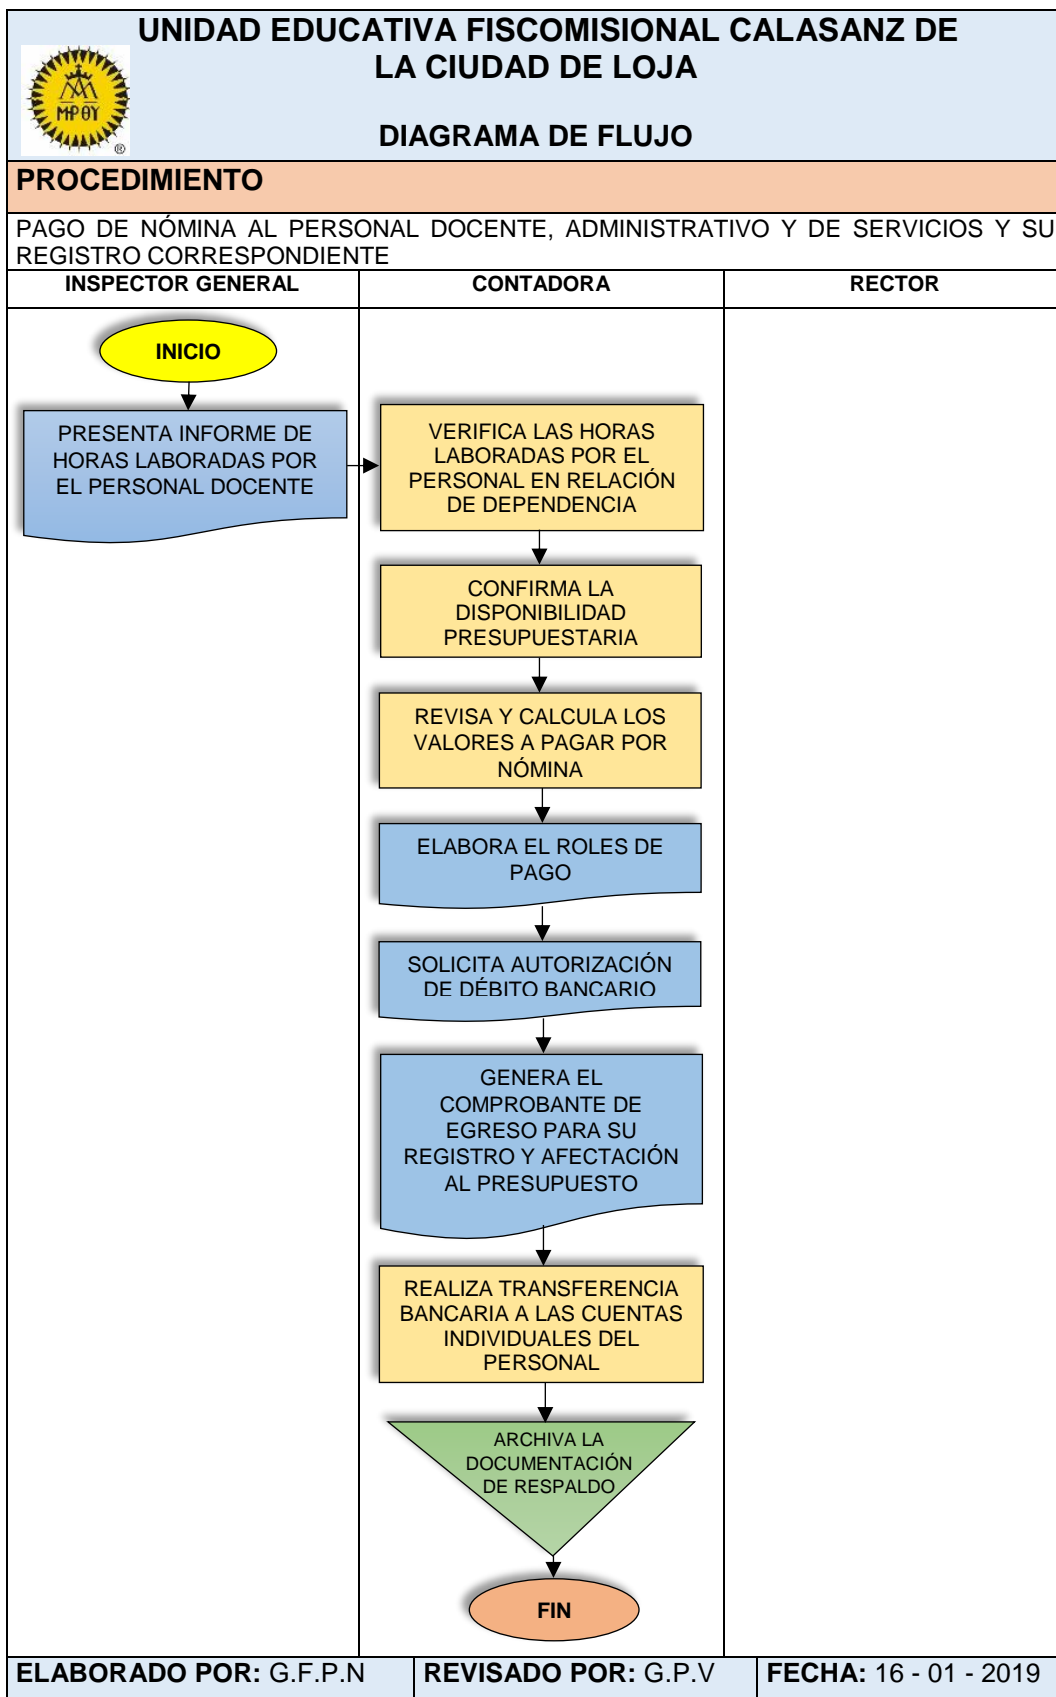 UNIDAD EDUCATIVA FISCOMISIONAL CALASANZ DE
LA CIUDAD DE LOJA
MPΘY
®
DIAGRAMA DE FLUJO
PROCEDIMIENTO
PAGO DE NÓMINA AL PERSONAL DOCENTE, ADMINISTRATIVO Y DE SERVICIOS Y SU
REGISTRO CORRESPONDIENTE
INSPECTOR GENERAL
CONTADORA
RECTOR
INICIO
PRESENTA INFORME DE
HORAS LABORADAS POR
EL PERSONAL DOCENTE
VERIFICA LAS HORAS
LABORADAS POR EL
PERSONAL EN RELACIÓN
DE DEPENDENCIA
CONFIRMA LA
DISPONIBILIDAD
PRESUPUESTARIA
REVISA Y CALCULA LOS
VALORES A PAGAR POR
NÓMINA
ELABORA EL ROLES DE
PAGO
SOLICITA AUTORIZACIÓN
DE DÉBITO BANCARIO
GENERA EL
COMPROBANTE DE
EGRESO PARA SU
REGISTRO Y AFECTACIÓN
AL PRESUPUESTO
REALIZA TRANSFERENCIA
BANCARIA A LAS CUENTAS
INDIVIDUALES DEL
PERSONAL
ARCHIVA LA
DOCUMENTACIÓN
DE RESPALDO
FIN
ELABORADO POR: G.F.P.N
REVISADO POR: G.P.V
FECHA: 16 - 01 - 2019